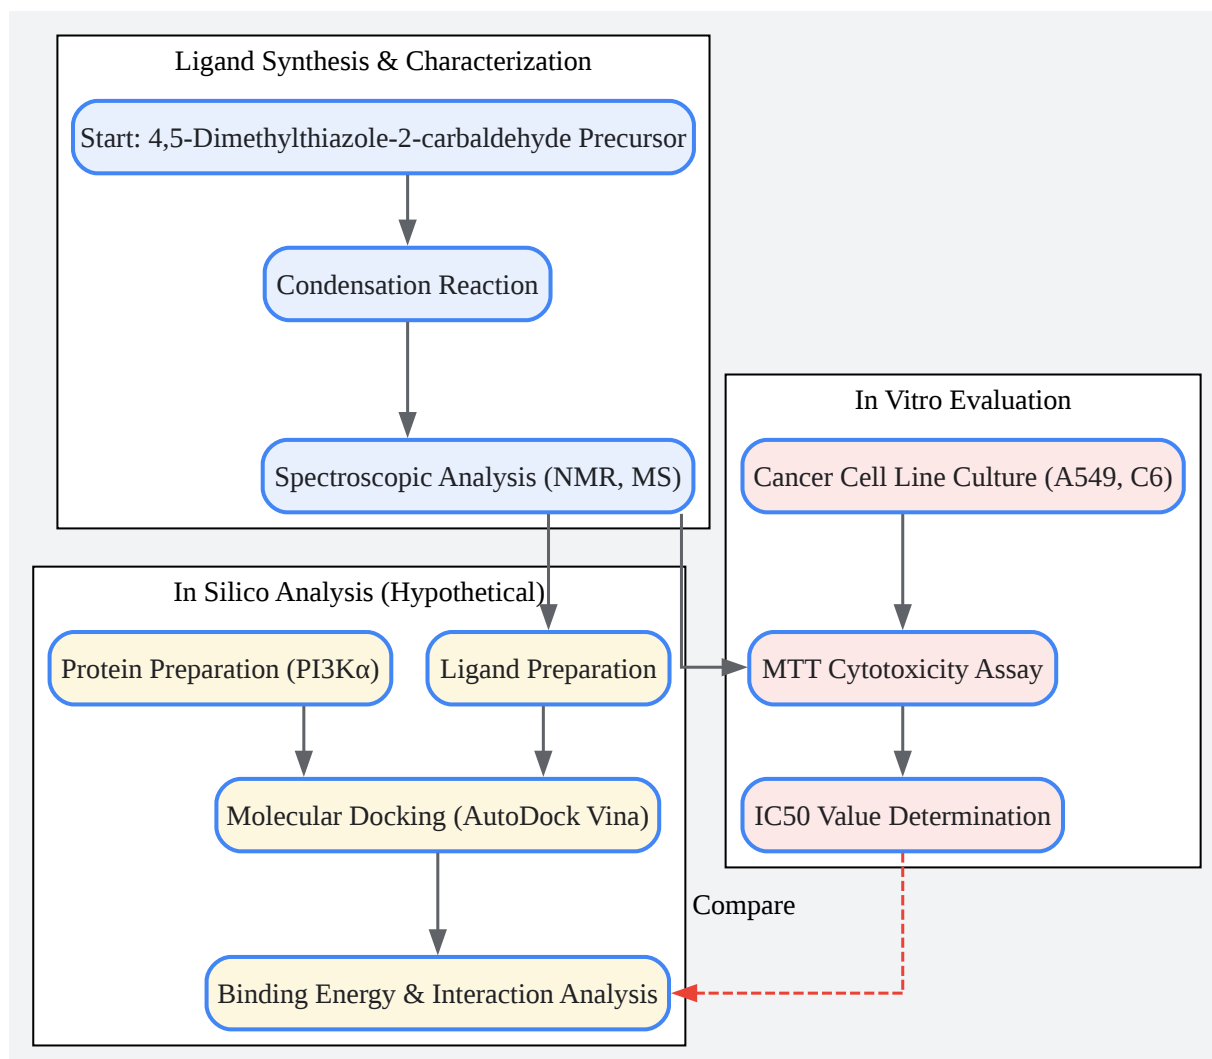 Ligand Synthesis & Characterization
Start: 4,5-Dimethylthiazole-2-carbaldehyde Precursor
Condensation Reaction
Spectroscopic Analysis (NMR, MS)
In Vitro Evaluation
Cancer Cell Line Culture (A549, C6)
MTT Cytotoxicity Assay
IC50 Value Determination
In Silico Analysis (Hypothetical)
Protein Preparation (PI3Kα)
Ligand Preparation
Molecular Docking (AutoDock Vina)
Compare
Binding Energy & Interaction Analysis